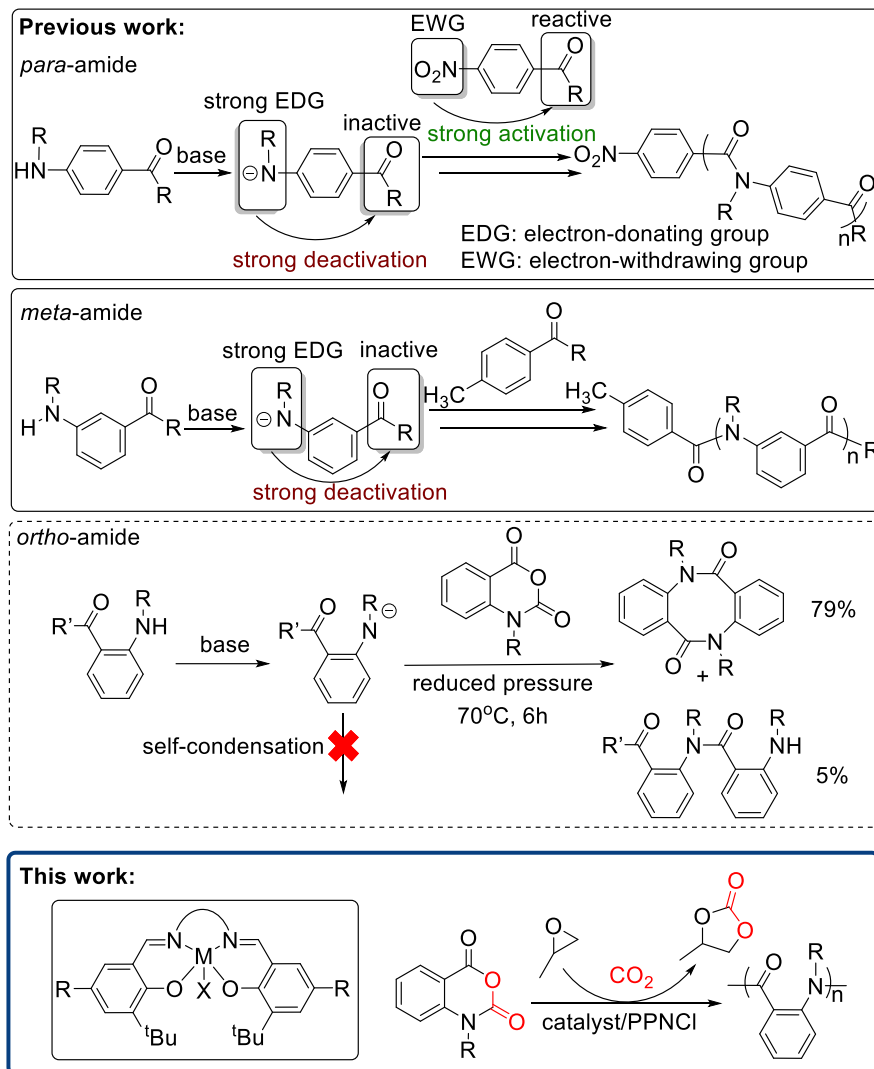 Previous work:
para-amide
EWG
reactive
O₂N
O
R
strong EDG
inactive
strong activation
R
HN
O
R
base
R
⊖ N
O
R
O₂N
O
N
R
O
n
R
strong deactivation
EDG: electron-donating group
EWG: electron-withdrawing group
meta-amide
strong EDG
inactive
O
R
H₃C
R
N
H
O
R
base
R
⊖ N
O
R
H₃C
O
R
N
O
n
R
strong deactivation
ortho-amide
O
R'
R
NH
base
O
R'
R
N ⊖
O
O
N
O
R
reduced pressure
70°C, 6h
R
N
O
O
N
R
79%
+
self-condensation
O
R'
R
N
O
R
NH
5%
This work:
N
N
M
R
O
X
O
R
ᵗBu
ᵗBu
O
O
N
O
R
O
CO₂
catalyst/PPNCl
O
O
O
O
R
N
n